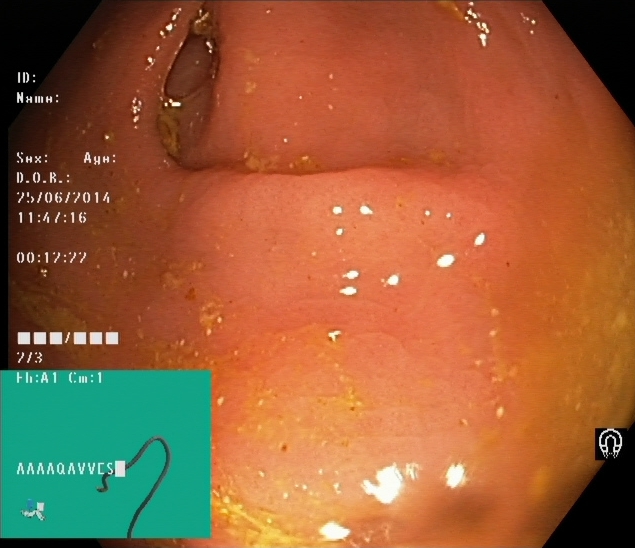 ID:
Name:
Sex: Age:
D.O.B.:
25/06/2014
11:47:16
00:12:22
■■■/■■■
2/3
Eh:A1 Cm:1
AAAAQAVVES